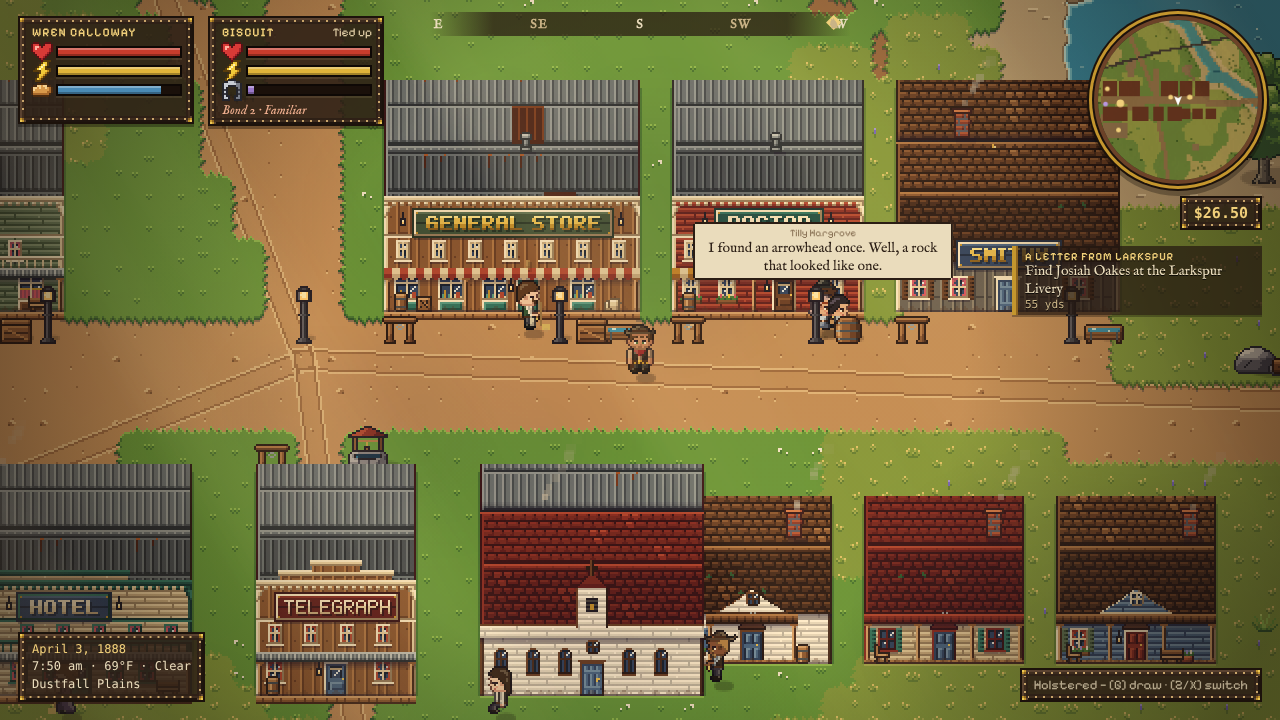 WREN CALLOWAY
BISCUIT Tied up
Bond 2 · Familiar
E SE S SW W
GENERAL STORE
DOCTOR
Tilly Hargrove
I found an arrowhead once. Well, a rock
that looked like one.
$26.50
A LETTER FROM LARKSPUR
Find Josiah Oakes at the Larkspur
Livery
55 yds
HOTEL
TELEGRAPH
April 3, 1888
7:50 am · 69°F · Clear
Dustfall Plains
Holstered - (G) draw · (Z/X) switch